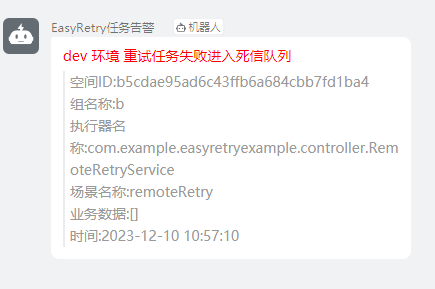 EasyRetry任务告警 机器人
dev 环境 重试任务失败进入死信队列
空间ID:b5cdae95ad6c43ffb6a684cbb7fd1ba4
组名称:b
执行器名
称:com.example.easyretryexample.controller.Rem
oteRetryService
场景名称:remoteRetry
业务数据:[]
时间:2023-12-10 10:57:10